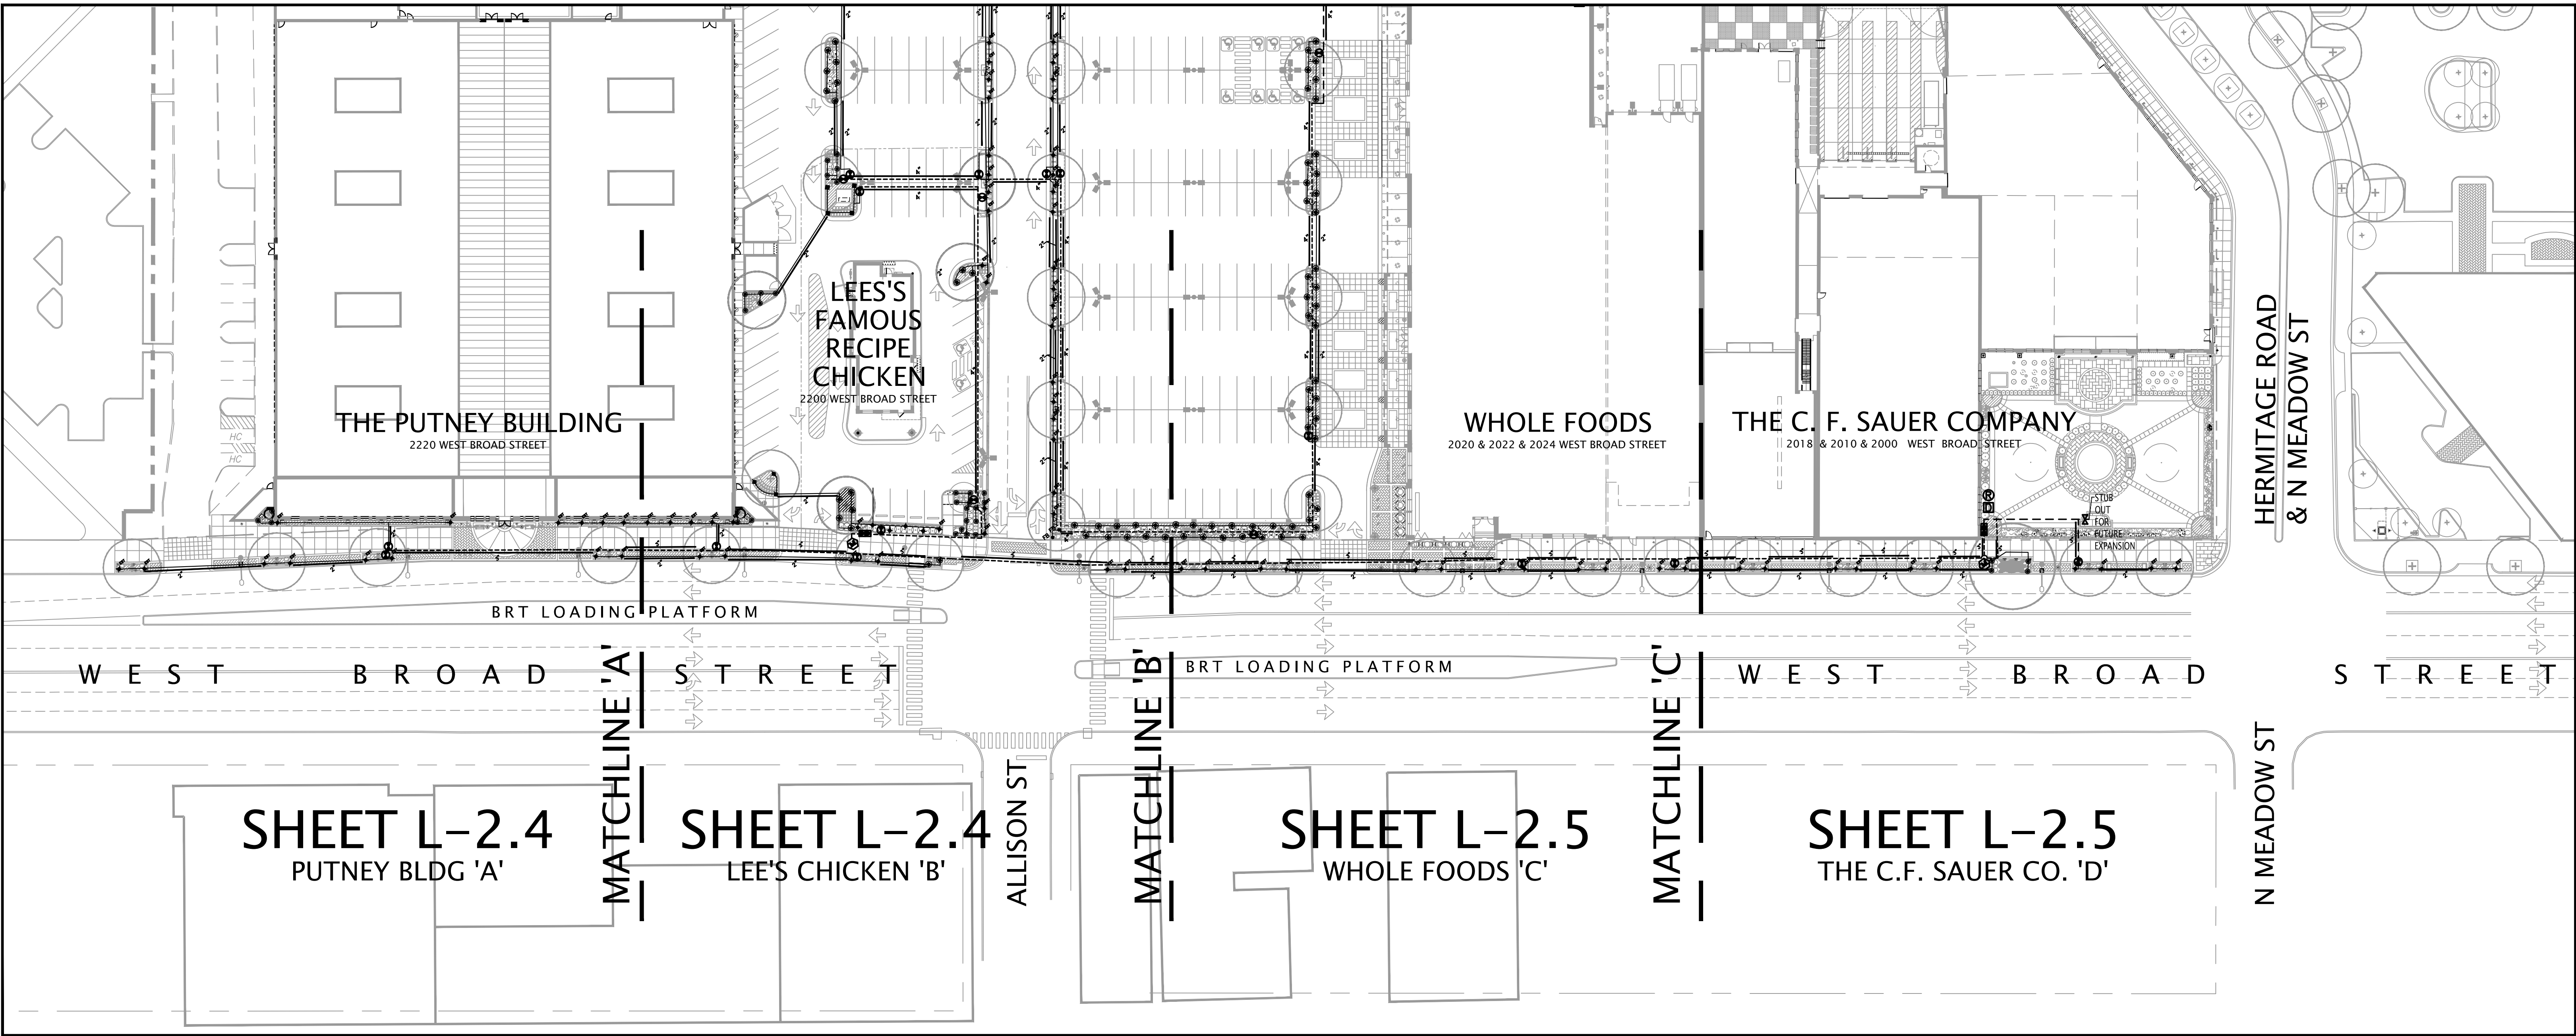 LEES'S
FAMOUS
RECIPE
CHICKEN
2200 WEST BROAD STREET
THE PUTNEY BUILDING
2220 WEST BROAD STREET
HC
HC
WHOLE FOODS
2020 & 2022 & 2024 WEST BROAD STREET
THE C. F. SAUER COMPANY
2018 & 2010 & 2000 WEST BROAD STREET
HERMITAGE ROAD
& N MEADOW ST
STUB
OUT
FOR
FUTURE
EXPANSION
BRT LOADING PLATFORM
BRT LOADING PLATFORM
WEST BROAD STREET
WEST BROAD STREET
MATCHLINE 'A'
MATCHLINE 'B'
MATCHLINE 'C'
ALLISON ST
N MEADOW ST
SHEET L-2.4
PUTNEY BLDG 'A'
SHEET L-2.4
LEE'S CHICKEN 'B'
SHEET L-2.5
WHOLE FOODS 'C'
SHEET L-2.5
THE C.F. SAUER CO. 'D'